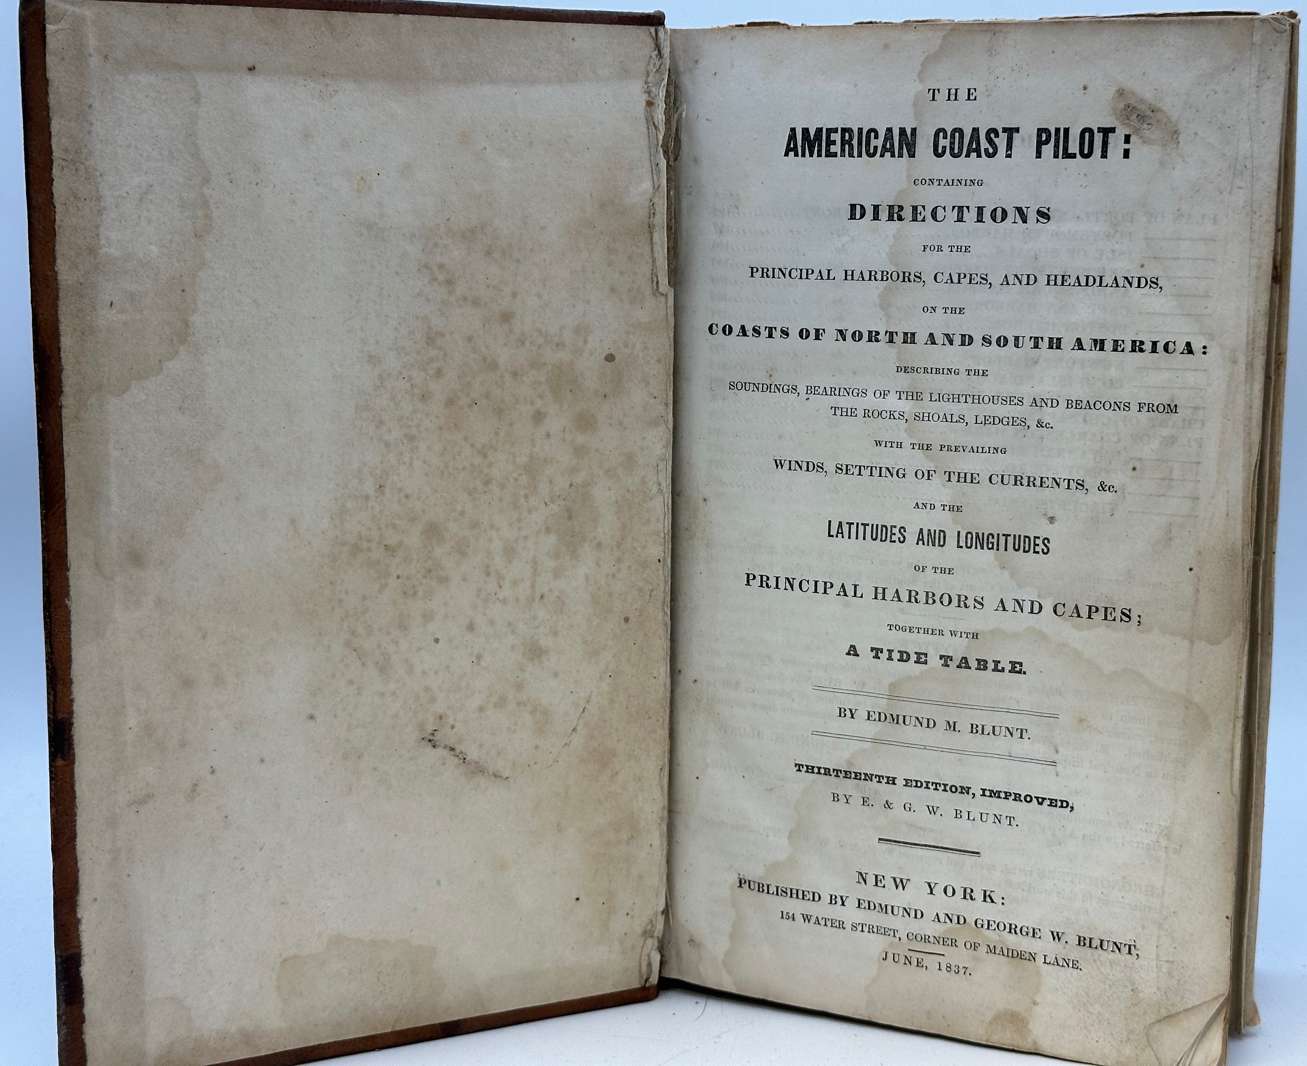 THE
AMERICAN COAST PILOT:
CONTAINING
DIRECTIONS
FOR THE
PRINCIPAL HARBORS, CAPES, AND HEADLANDS,
ON THE
COASTS OF NORTH AND SOUTH AMERICA:
DESCRIBING THE
SOUNDINGS, BEARINGS OF THE LIGHTHOUSES AND BEACONS FROM
THE ROCKS, SHOALS, LEDGES, &c.
WITH THE PREVAILING
WINDS, SETTING OF THE CURRENTS, &c.
AND THE
LATITUDES AND LONGITUDES
OF THE
PRINCIPAL HARBORS AND CAPES;
TOGETHER WITH
A TIDE TABLE.
BY EDMUND M. BLUNT.
THIRTEENTH EDITION, IMPROVED,
BY E. & G. W. BLUNT.
NEW YORK:
PUBLISHED BY EDMUND AND GEORGE W. BLUNT,
154 WATER STREET, CORNER OF MAIDEN LANE.
JUNE, 1837.